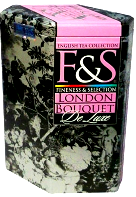 ENGLISH TEA COLLECTION
F&S
FINENESS & SELECTION
LONDON
BOUQUET
De Luxe